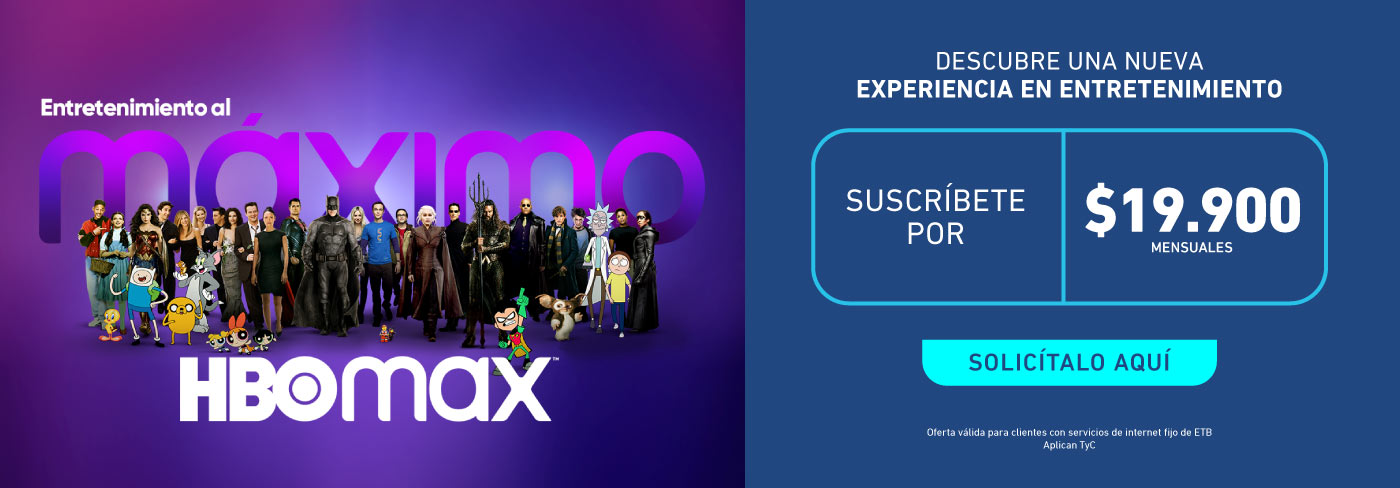 Entretenimiento al
máximo
HBOmax™
DESCUBRE UNA NUEVA
EXPERIENCIA EN ENTRETENIMIENTO
SUSCRÍBETE
POR
$19.900
MENSUALES
SOLICÍTALO AQUÍ
Oferta válida para clientes con servicios de internet fijo de ETB
Aplican TyC